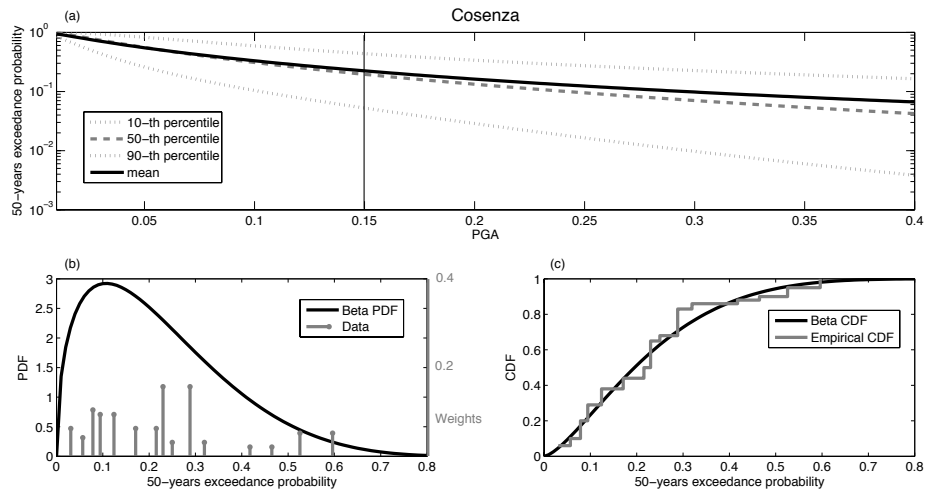 (a)
Cosenza
50−years exceedance probability
10^0
10^−1
10^−2
10^−3
10−th percentile
50−th percentile
90−th percentile
mean
0.05 0.1 0.15 0.2 0.25 0.3 0.35 0.4
PGA
(b)
PDF
3
2.5
2
1.5
1
0.5
0
Beta PDF
Data
0.4
0.2
Weights
0 0.1 0.2 0.3 0.4 0.5 0.6 0.7 0.8
50−years exceedance probability
(c)
CDF
1
0.8
0.6
0.4
0.2
0
Beta CDF
Empirical CDF
0 0.1 0.2 0.3 0.4 0.5 0.6 0.7 0.8
50−years exceedance probability